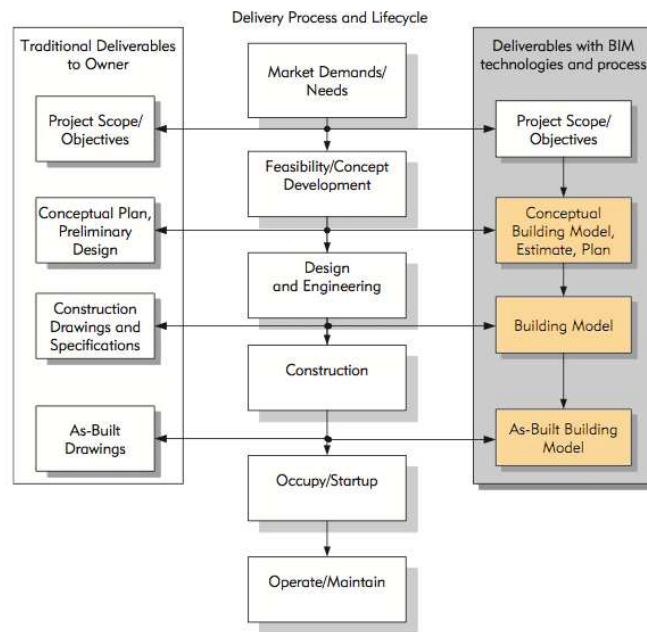 Delivery Process and Lifecycle
Traditional Deliverables
to Owner
Project Scope/
Objectives
Conceptual Plan,
Preliminary
Design
Construction
Drawings and
Specifications
As-Built
Drawings
Market Demands/
Needs
Feasibility/Concept
Development
Design
and Engineering
Construction
Occupy/Startup
Operate/Maintain
Deliverables with BIM
technologies and process
Project Scope/
Objectives
Conceptual
Building Model,
Estimate, Plan
Building Model
As-Built Building
Model